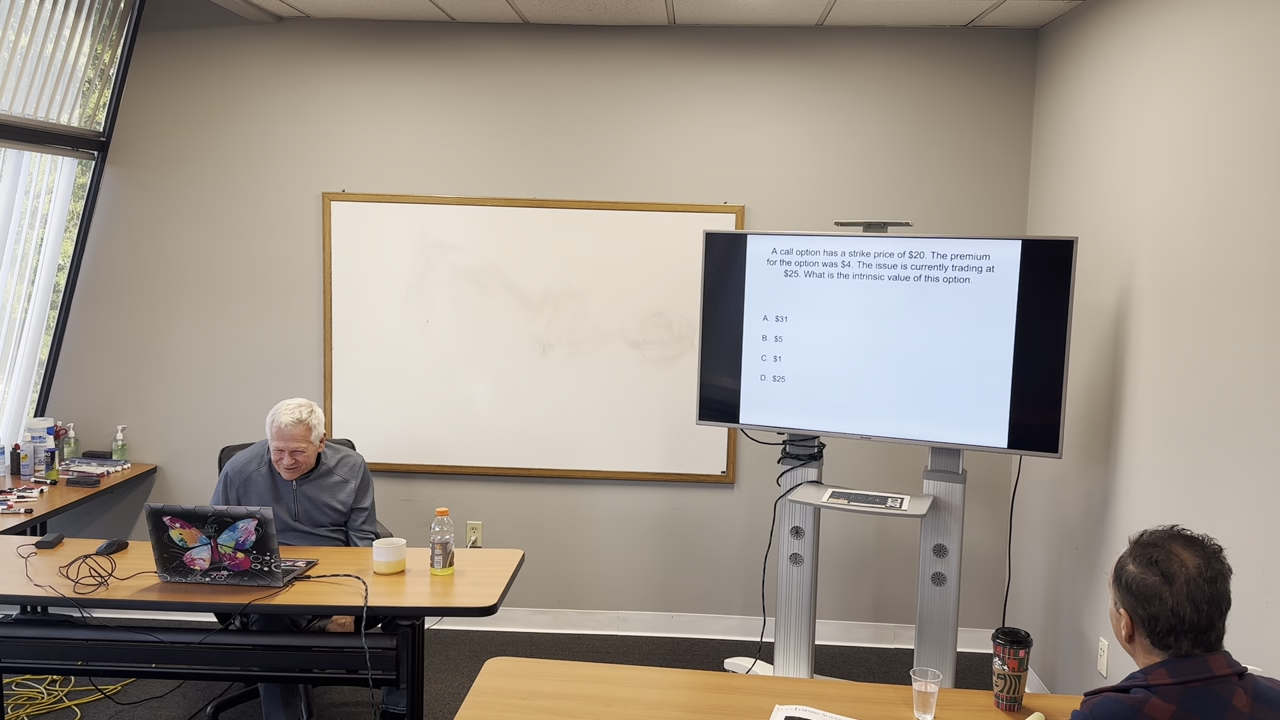 A call option has a strike price of $20. The premium
for the option was $4. The issue is currently trading at
$25. What is the intrinsic value of this option.
A. $31
B. $5
C. $1
D. $25